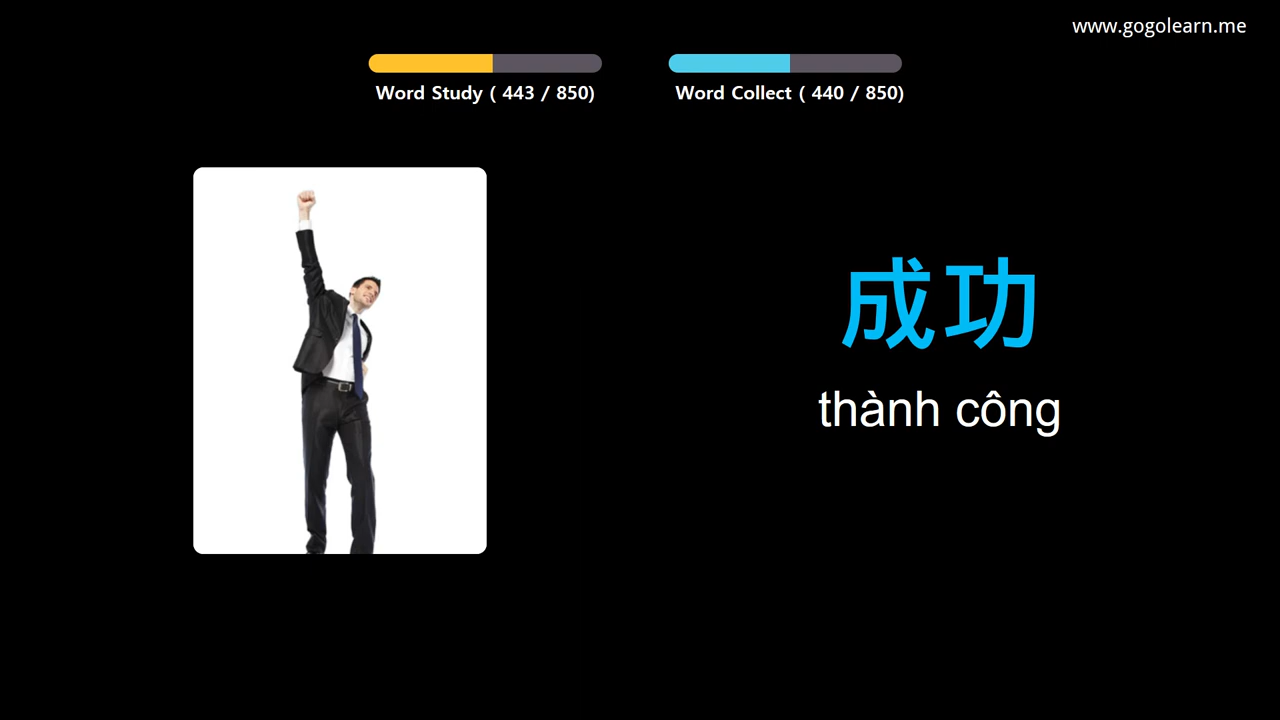 www.gogolearn.me
Word Study ( 443 / 850)
Word Collect ( 440 / 850)
成功
thành công